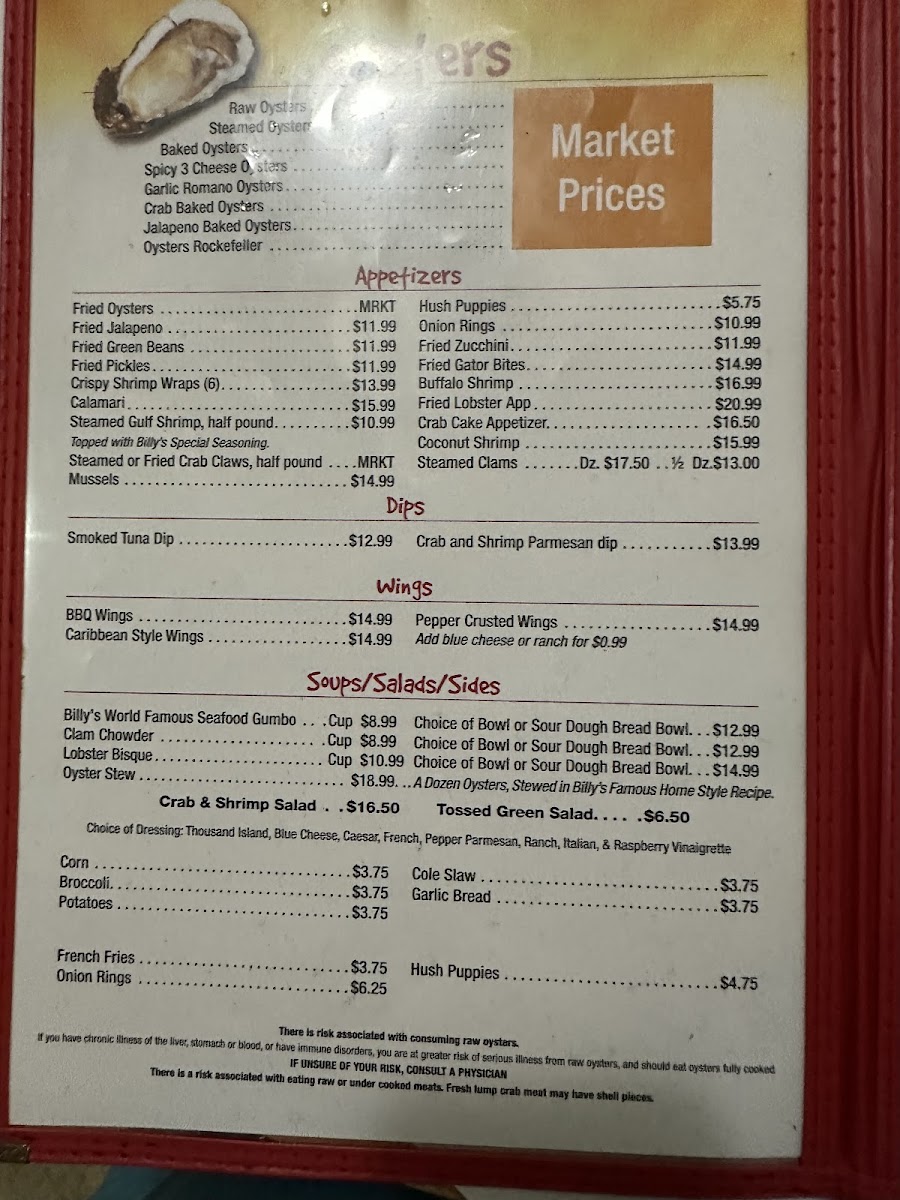 Raw Oysters
Steamed Oysters
Baked Oysters
Spicy 3 Cheese Oysters
Garlic Romano Oysters
Crab Baked Oysters
Jalapeno Baked Oysters
Oysters Rockefeller
Market
Prices
Appetizers
Fried Oysters MRKT
Fried Jalapeno $11.99
Fried Green Beans $11.99
Fried Pickles $11.99
Crispy Shrimp Wraps (6) $13.99
Calamari $15.99
Steamed Gulf Shrimp, half pound $10.99
Topped with Billy's Special Seasoning.
Steamed or Fried Crab Claws, half pound MRKT
Mussels $14.99
Hush Puppies $5.75
Onion Rings $10.99
Fried Zucchini $11.99
Fried Gator Bites $14.99
Buffalo Shrimp $16.99
Fried Lobster App $20.99
Crab Cake Appetizer $16.50
Coconut Shrimp $15.99
Steamed Clams Dz. $17.50 ½ Dz.$13.00
Dips
Smoked Tuna Dip $12.99
Crab and Shrimp Parmesan dip $13.99
Wings
BBQ Wings $14.99
Caribbean Style Wings $14.99
Pepper Crusted Wings $14.99
Add blue cheese or ranch for $0.99
Soups/Salads/Sides
Billy's World Famous Seafood Gumbo Cup $8.99 Choice of Bowl or Sour Dough Bread Bowl $12.99
Clam Chowder Cup $8.99 Choice of Bowl or Sour Dough Bread Bowl $12.99
Lobster Bisque Cup $10.99 Choice of Bowl or Sour Dough Bread Bowl $14.99
Oyster Stew $18.99 A Dozen Oysters, Stewed in Billy's Famous Home Style Recipe.
Crab & Shrimp Salad $16.50 Tossed Green Salad $6.50
Choice of Dressing: Thousand Island, Blue Cheese, Caesar, French, Pepper Parmesan, Ranch, Italian, & Raspberry Vinaigrette
Corn $3.75
Broccoli $3.75
Potatoes $3.75
Cole Slaw $3.75
Garlic Bread $3.75
French Fries $3.75
Onion Rings $6.25
Hush Puppies $4.75
There is risk associated with consuming raw oysters.
If you have chronic illness of the liver, stomach or blood, or have immune disorders, you are at greater risk of serious illness from raw oysters, and should eat oysters fully cooked
IF UNSURE OF YOUR RISK, CONSULT A PHYSICIAN
There is a risk associated with eating raw or under cooked meats. Fresh lump crab meat may have shell pieces.